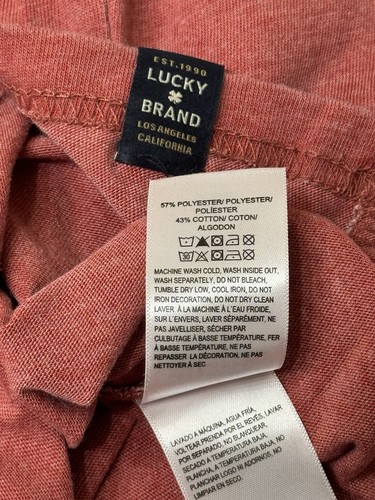 EST. 1990
LUCKY
BRAND
LOS ANGELES
CALIFORNIA
57% POLYESTER/ POLYESTER/
POLIÉSTER
43% COTTON/ COTON/
ALGODON
MACHINE WASH COLD, WASH INSIDE OUT,
WASH SEPARATELY, DO NOT BLEACH,
TUMBLE DRY LOW, COOL IRON, DO NOT
IRON DECORATION, DO NOT DRY CLEAN
LAVER À LA MACHINE À L'EAU FROIDE,
SUR L'ENVERS, LAVER SÉPARÉMENT, NE
PAS JAVELLISER, SÉCHER PAR
CULBUTAGE À BASSE TEMPÉRATURE, FER
À BASSE TEMPÉRATURE, NE PAS
REPASSER LA DÉCORATION, NE PAS
NETTOYER À SEC
LAVADO A MÁQUINA, AGUA FRÍA,
VOLTEAR PRENDA POR EL REVÉS, LAVAR
POR SEPARADO, NO BLANQUEAR,
SECADO A TEMPERATURA BAJA,
PLANCHA A TEMPERATURA BAJA, NO
PLANCHAR LOGO NI ADORNOS. NO
LIMPIAR EN SECO.